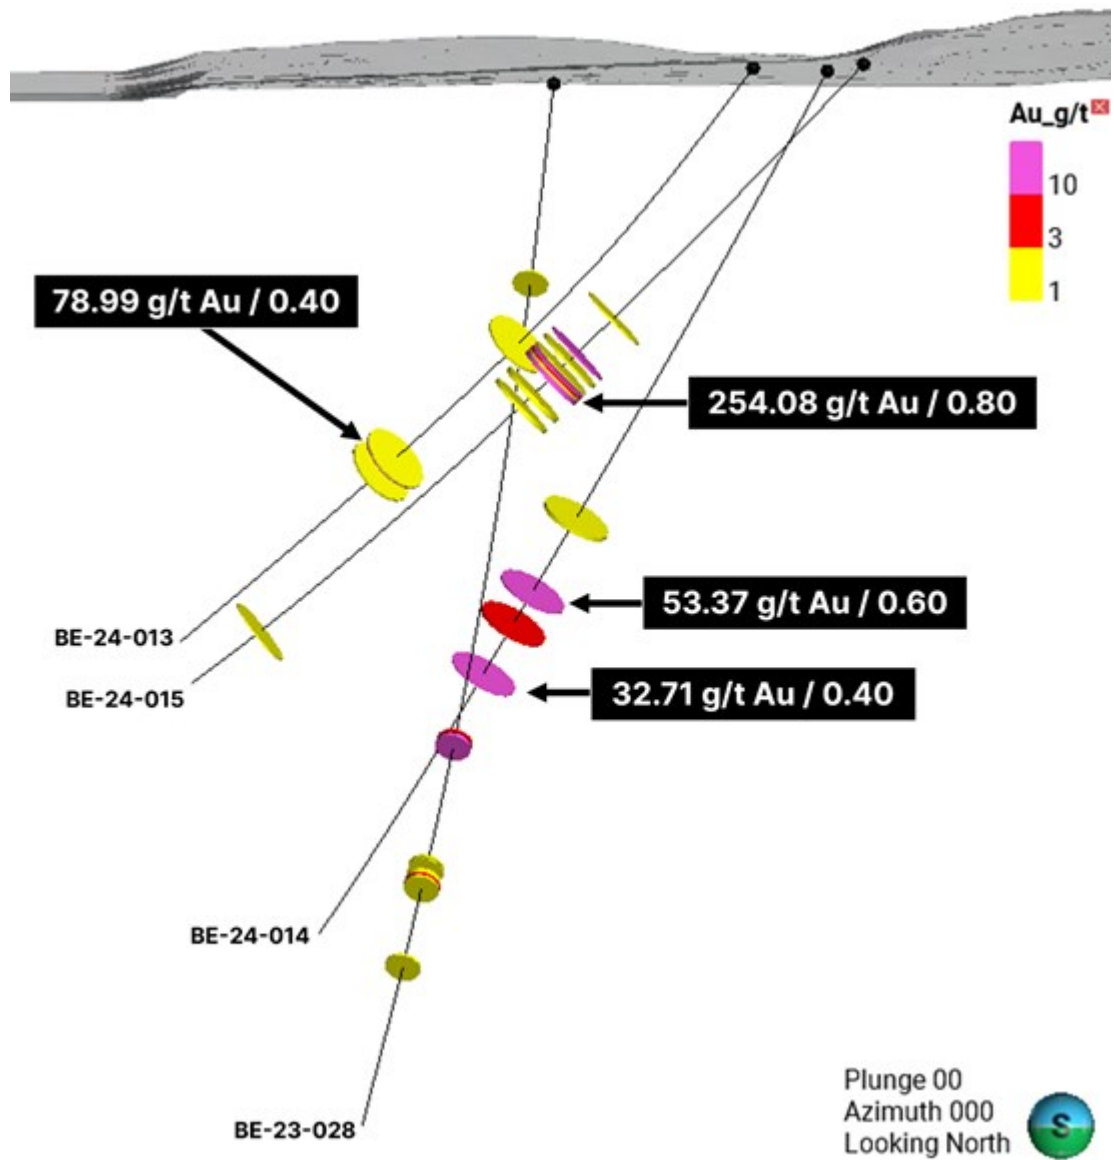 Au_g/t
10
3
1
78.99 g/t Au / 0.40
254.08 g/t Au / 0.80
53.37 g/t Au / 0.60
BE-24-013
32.71 g/t Au / 0.40
BE-24-015
BE-24-014
BE-23-028
Plunge 00
Azimuth 000
Looking North
S